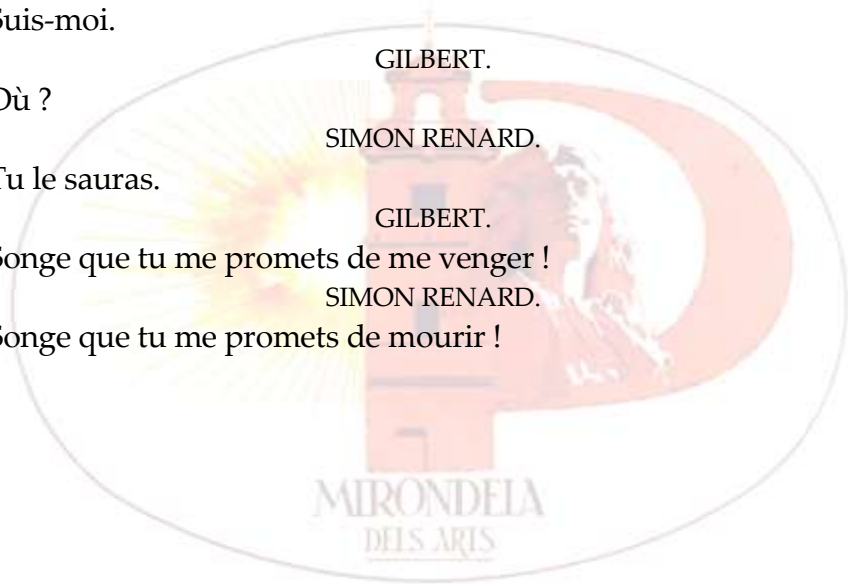 Suis-moi.
GILBERT.
Où ?
SIMON RENARD.
Tu le sauras.
GILBERT.
Songe que tu me promets de me venger !
SIMON RENARD.
Songe que tu me promets de mourir !
MIRONDELA
DELS ARTS